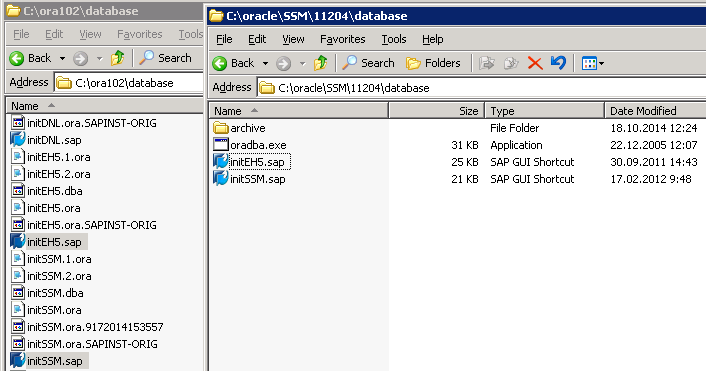 C:\ora102\database
File Edit View Favorites Tools
Back Search
Address C:\ora102\database
Name
initDNL.ora.SAPINST-ORIG
initDNL.sap
initEH5.1.ora
initEH5.2.ora
initEH5.dba
initEH5.ora
initEH5.ora.SAPINST-ORIG
initEH5.sap
initSSM.1.ora
initSSM.2.ora
initSSM.dba
initSSM.ora
initSSM.ora.9172014153557
initSSM.ora.SAPINST-ORIG
initSSM.sap
C:\oracle\SSM\11204\database
File Edit View Favorites Tools Help
Back Search Folders
Address C:\oracle\SSM\11204\database
Name Size Type Date Modified
archive File Folder 18.10.2014 12:24
oradba.exe 31 KB Application 22.12.2005 12:07
initEH5.sap 25 KB SAP GUI Shortcut 30.09.2011 14:43
initSSM.sap 21 KB SAP GUI Shortcut 17.02.2012 9:48